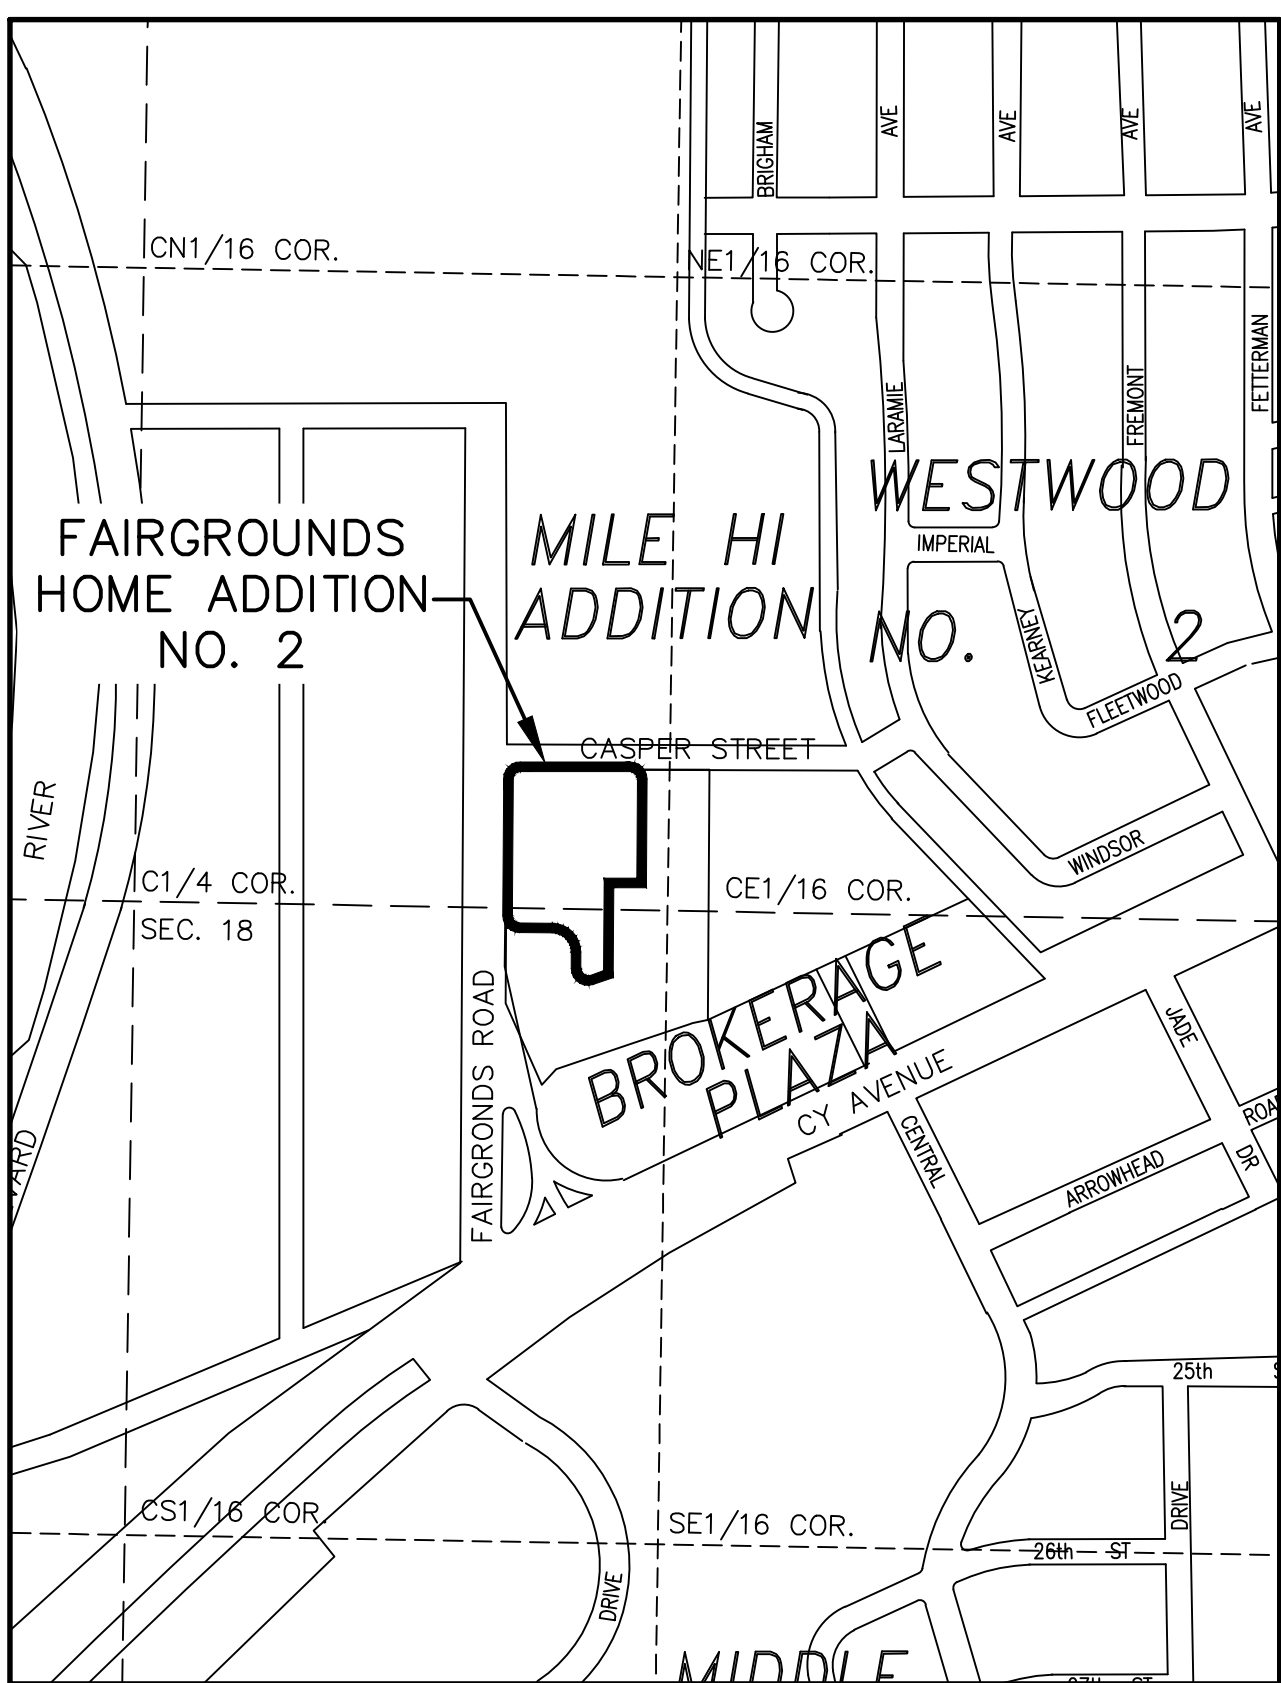 BRIGHAM
AVE
AVE
AVE
AVE
CN1/16 COR.
NE1/16 COR.
LARAMIE
FREMONT
FETTERMAN
WESTWOOD
NO. 2
FAIRGROUNDS
HOME ADDITION
NO. 2
MILE HI
ADDITION
IMPERIAL
KEARNEY
FLEETWOOD
CASPER STREET
RIVER
WINDSOR
C1/4 COR.
SEC. 18
CE1/16 COR.
BROKERAGE
PLAZA
FAIRGRONDS ROAD
CY AVENUE
JADE
DR
CENTRAL
ARROWHEAD
25th
CS1/16 COR.
SE1/16 COR.
DRIVE
DRIVE
26th ST
MIDDLE